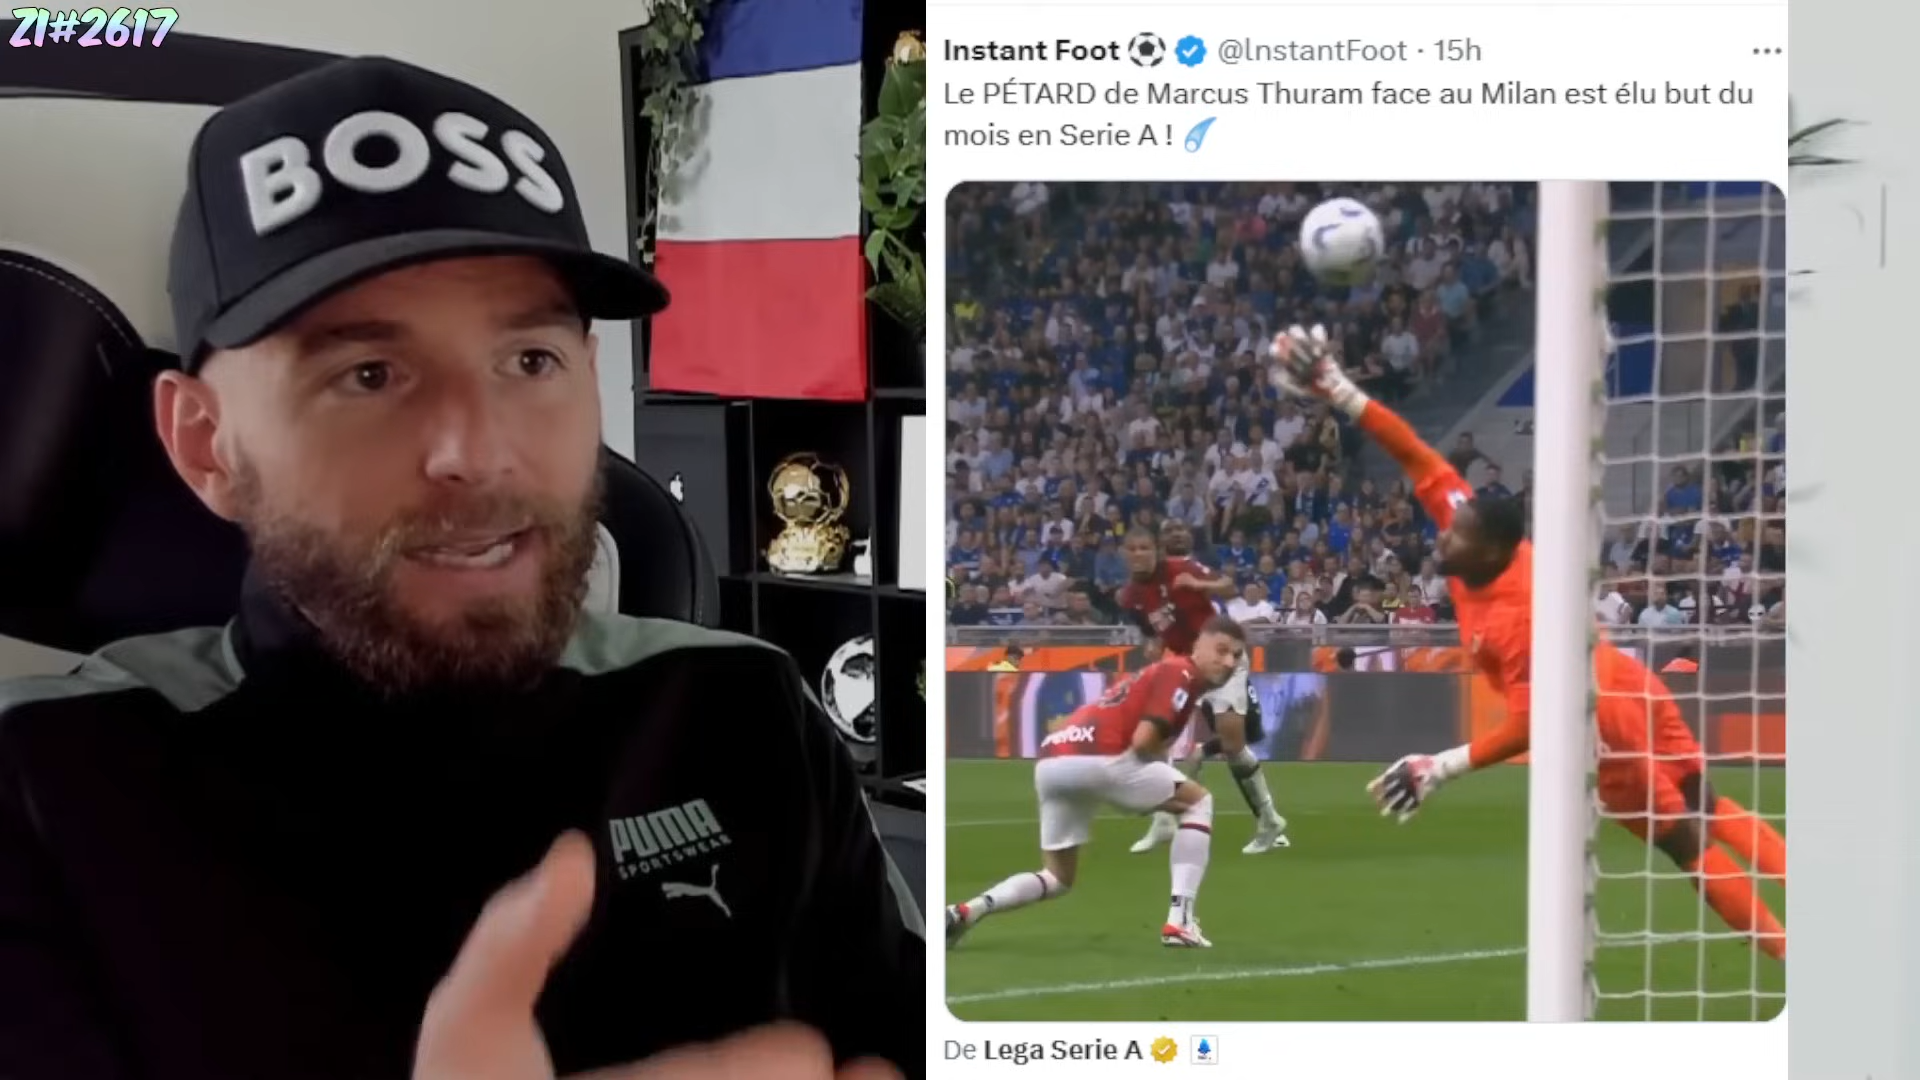 ZI#2617
BOSS
PUMA
SPORTSWEAR
Instant Foot @lnstantFoot · 15h
Le PÉTARD de Marcus Thuram face au Milan est élu but du
mois en Serie A !
De Lega Serie A